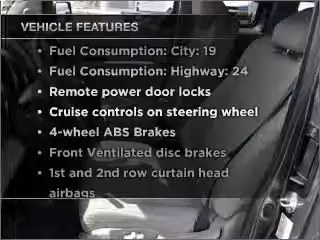 VEHICLE FEATURES
• Fuel Consumption: City: 19
• Fuel Consumption: Highway: 24
• Remote power door locks
• Cruise controls on steering wheel
• 4-wheel ABS Brakes
• Front Ventilated disc brakes
• 1st and 2nd row curtain head
airbags